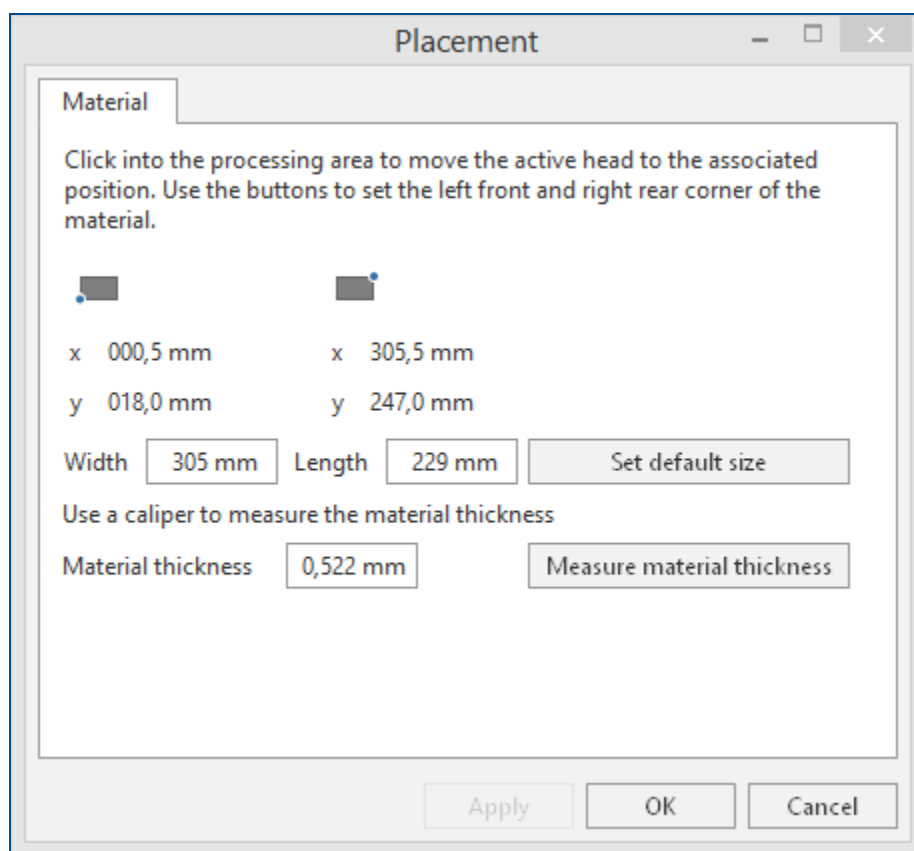 Placement
Material
Click into the processing area to move the active head to the associated
position. Use the buttons to set the left front and right rear corner of the
material.
x 000,5 mm x 305,5 mm
y 018,0 mm y 247,0 mm
Width 305 mm Length 229 mm Set default size
Use a caliper to measure the material thickness
Material thickness 0,522 mm Measure material thickness
Apply OK Cancel